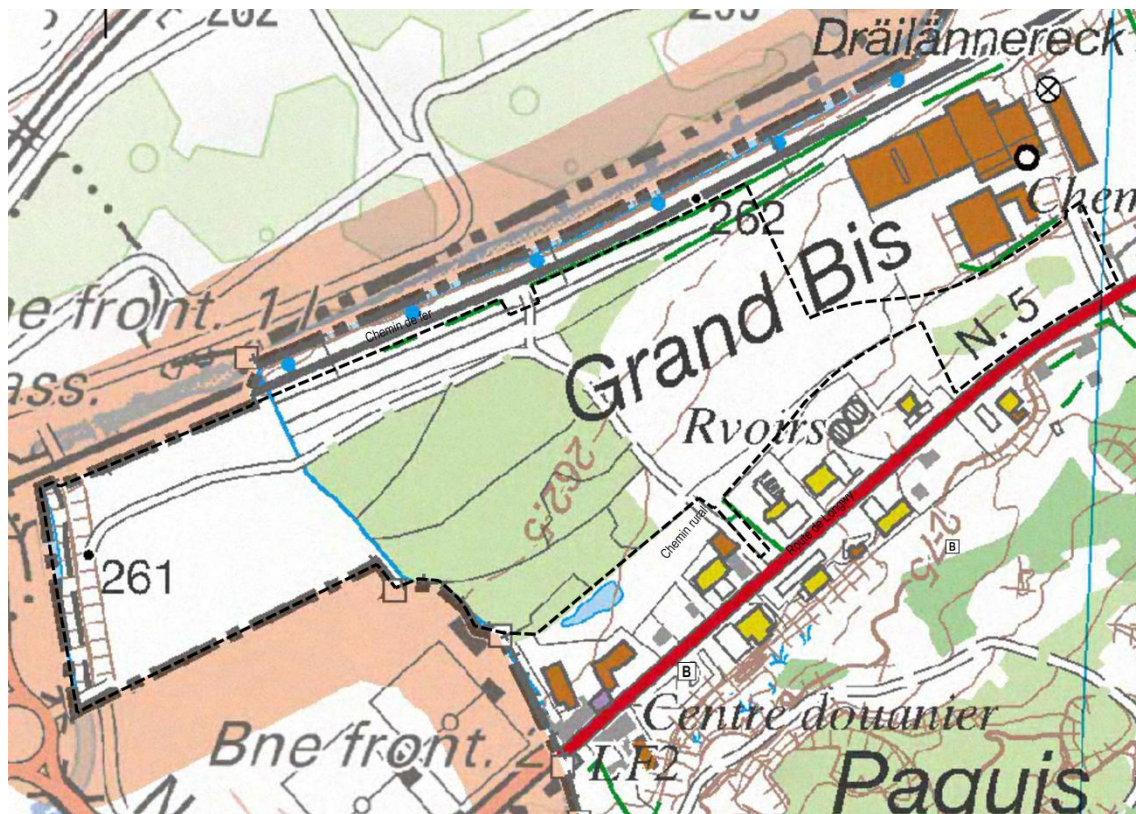 262
Dräilännereck
262
Chem
e front. 1
Chemin de fer
Grand Bis
N. 5
ass.
Rvoirs
262.5
Chemin rural
Route de Longwy
275
B
261
B
Centre douanier
Bne front. 2
LF2
Paquis